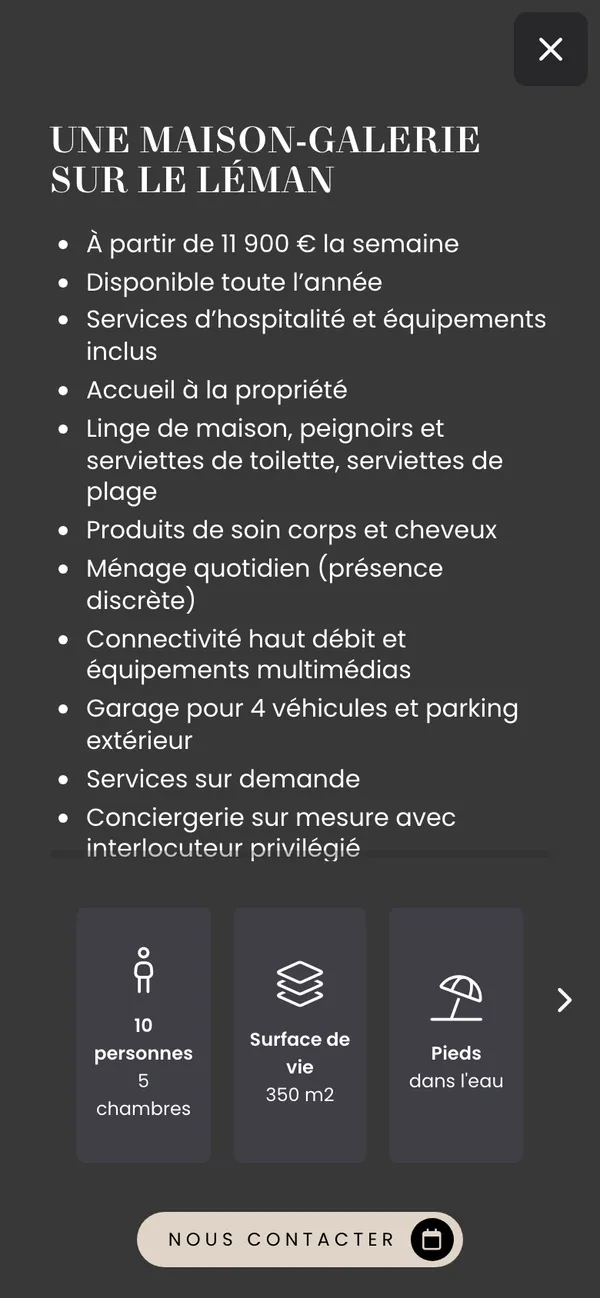 UNE MAISON-GALERIE
SUR LE LÉMAN
• À partir de 11 900 € la semaine
• Disponible toute l’année
• Services d’hospitalité et équipements
inclus
• Accueil à la propriété
• Linge de maison, peignoirs et
serviettes de toilette, serviettes de
plage
• Produits de soin corps et cheveux
• Ménage quotidien (présence
discrète)
• Connectivité haut débit et
équipements multimédias
• Garage pour 4 véhicules et parking
extérieur
• Services sur demande
• Conciergerie sur mesure avec
interlocuteur privilégié
10
personnes
5
chambres
Surface de
vie
350 m2
Pieds
dans l'eau
NOUS CONTACTER